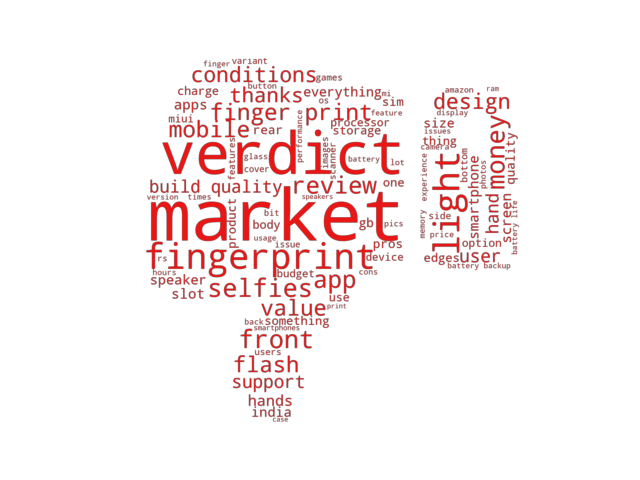 finger variant
conditions games
charge button
thanks everything mi
apps os sim
miui finger print feature
mobile rear processor
storage
performance
features
verdict
glass images scanner battery lot
cover
build quality review one
version times speakers
market
product
bit gb pics
body
usage issue pros
fingerprint device
rs
hours budget cons
speaker selfies app
slot use
value print
back something
smartphones
front
users
flash
support
hands
india
case
amazon ram
design
display
size
issues
thing
camera
money
quality
screen
light
experience
bottom
photos
smartphone
hand
battery life
memory
side
price option
edges user
battery backup